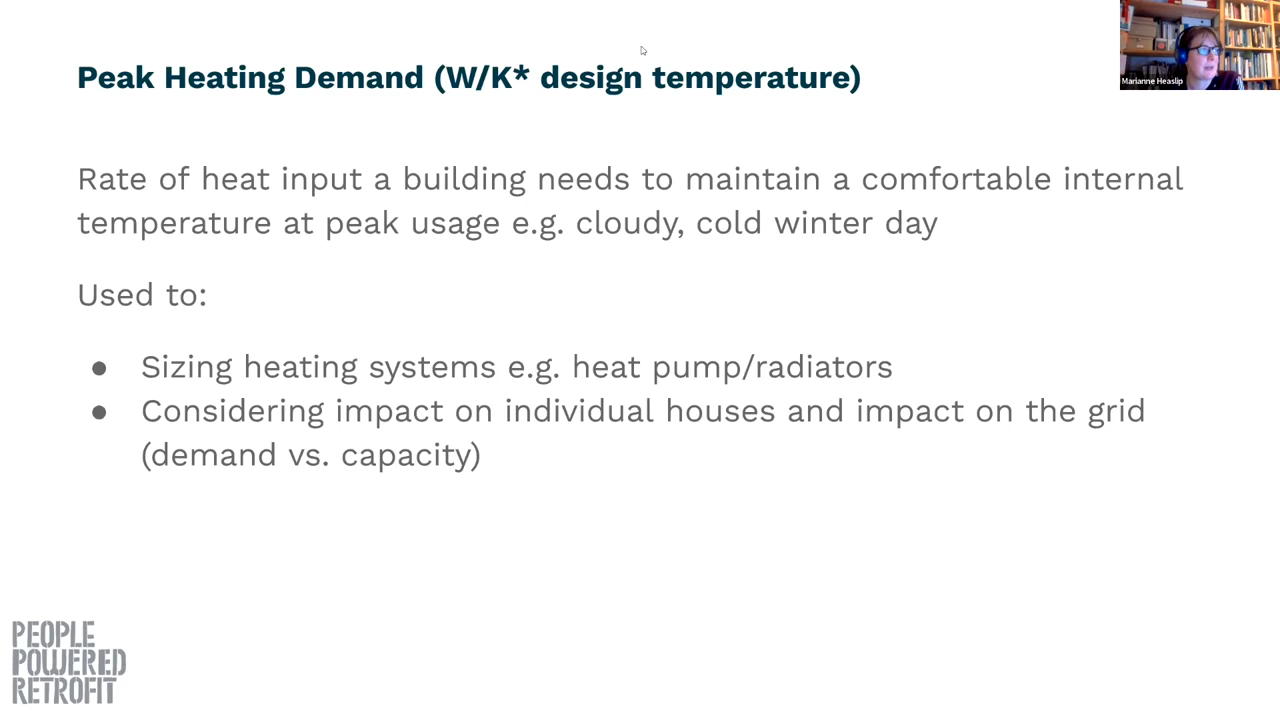 Peak Heating Demand (W/K* design temperature)
Marianne Heaslip
Rate of heat input a building needs to maintain a comfortable internal
temperature at peak usage e.g. cloudy, cold winter day
Used to:
● Sizing heating systems e.g. heat pump/radiators
● Considering impact on individual houses and impact on the grid
(demand vs. capacity)
PEOPLE
POWERED
RETROFIT